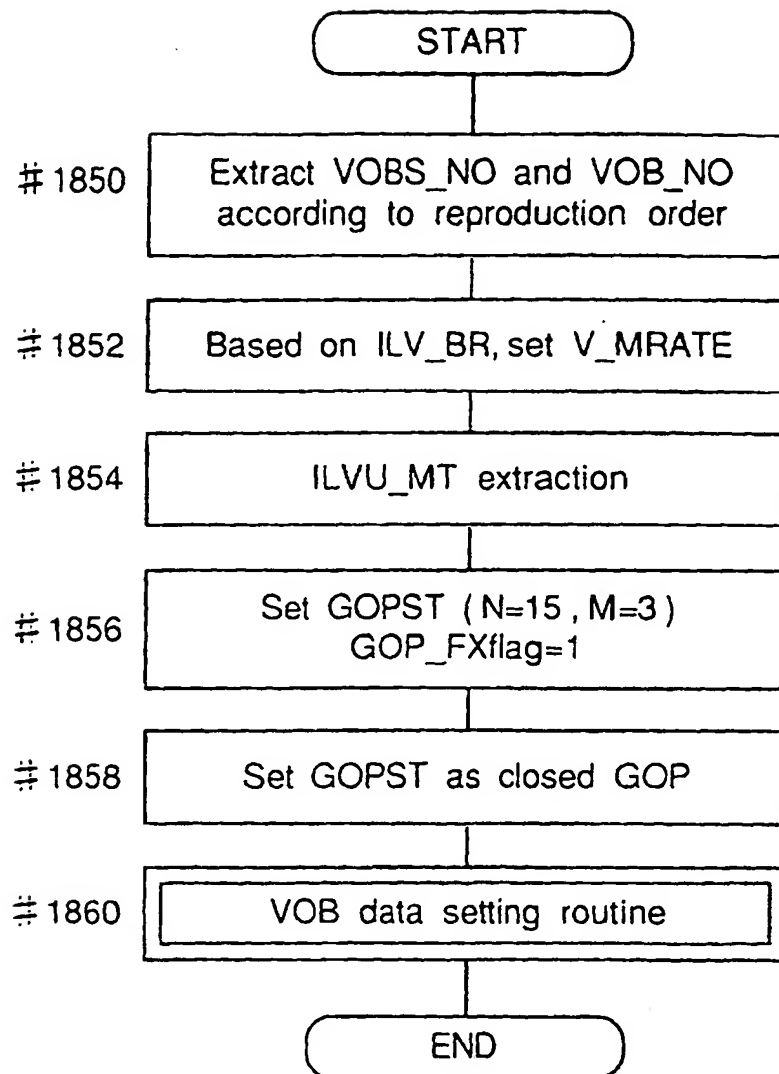 START
#1850
Extract VOBS_NO and VOB_NO
according to reproduction order
#1852
Based on ILV_BR, set V_MRATE
#1854
ILVU_MT extraction
#1856
Set GOPST (N=15, M=3)
GOP_FXflag=1
#1858
Set GOPST as closed GOP
#1860
VOB data setting routine
END